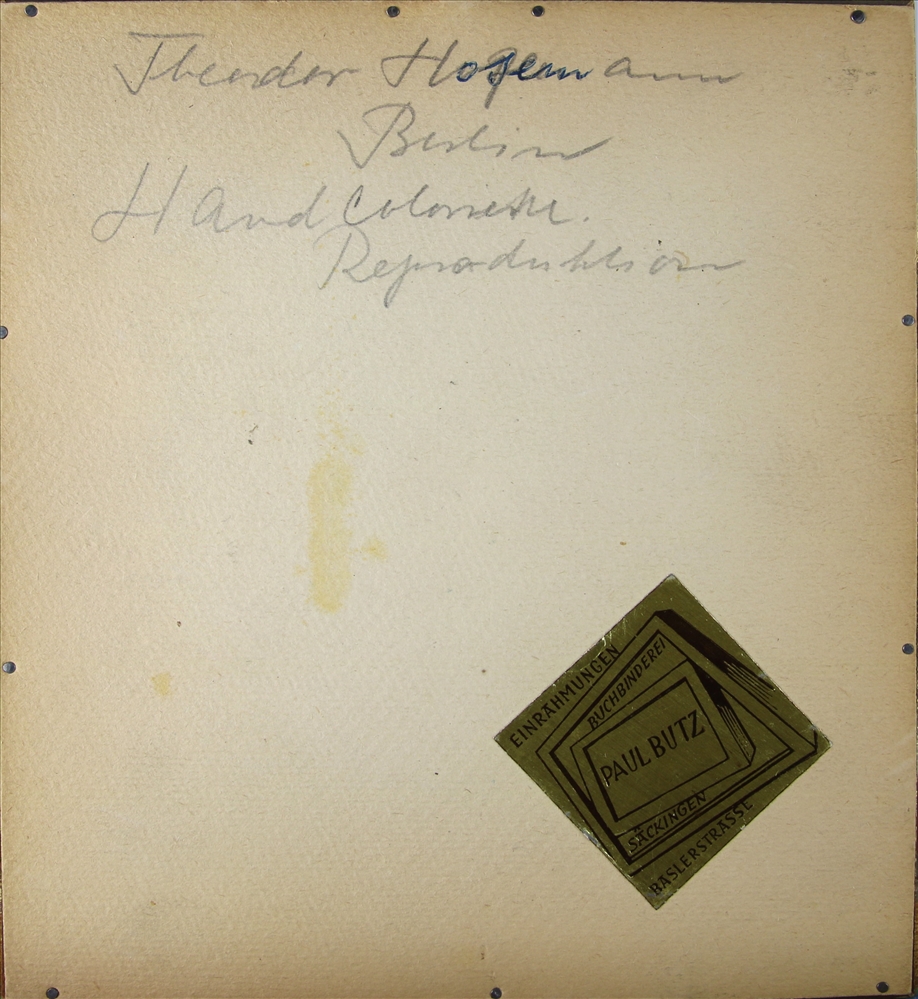 Theodor Hosemann
Berlin
Handcolorierte
Reproduktion
EINRAHMUNGEN
BUCHBINDEREI
PAUL BUTZ
SÄCKINGEN
BASLERSTRASSE